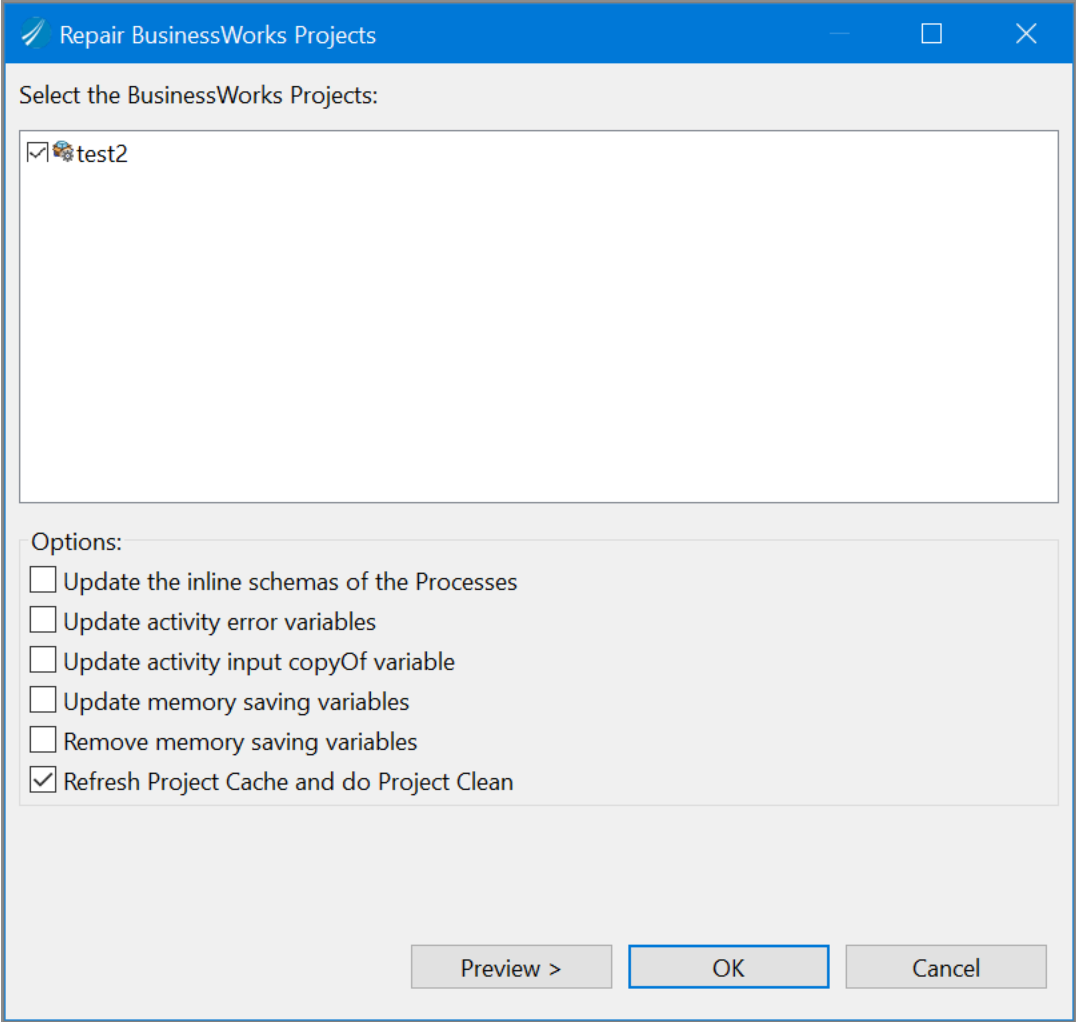 Repair BusinessWorks Projects
Select the BusinessWorks Projects:
test2
Options:
Update the inline schemas of the Processes
Update activity error variables
Update activity input copyOf variable
Update memory saving variables
Remove memory saving variables
Refresh Project Cache and do Project Clean
Preview > OK Cancel